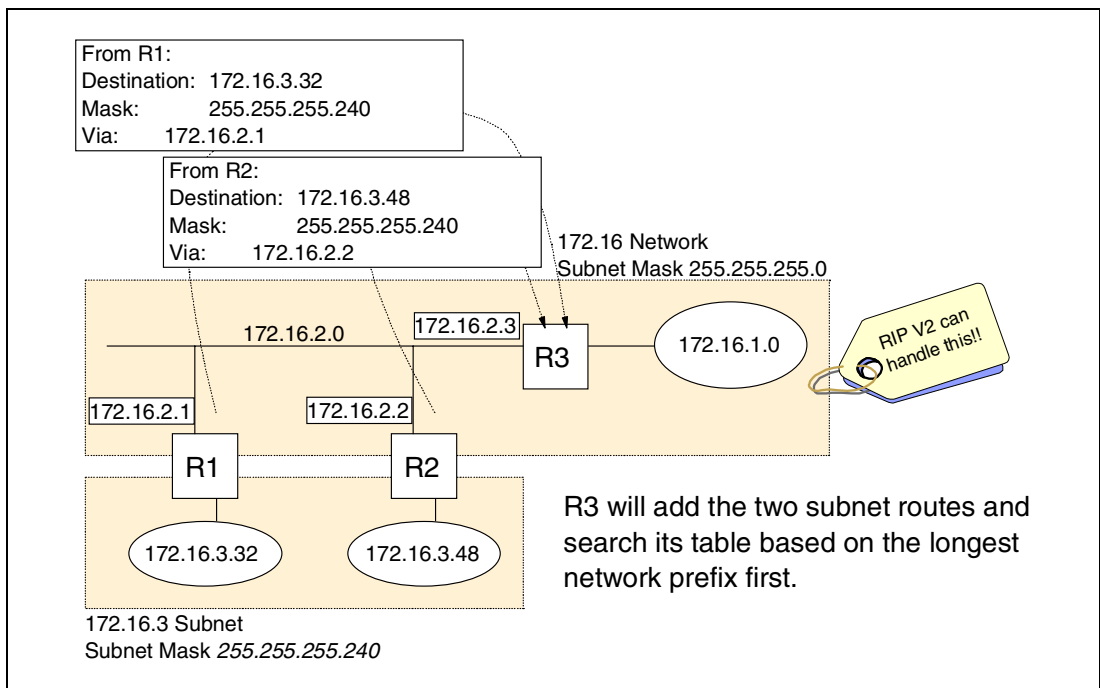 From R1:
Destination: 172.16.3.32
Mask: 255.255.255.240
Via: 172.16.2.1
From R2:
Destination: 172.16.3.48
Mask: 255.255.255.240
Via: 172.16.2.2
172.16 Network
Subnet Mask 255.255.255.0
172.16.2.0
172.16.2.3
R3
172.16.1.0
RIP V2 can
handle this!!
172.16.2.1
172.16.2.2
R1
R2
172.16.3.32
172.16.3.48
R3 will add the two subnet routes and
search its table based on the longest
network prefix first.
172.16.3 Subnet
Subnet Mask 255.255.255.240